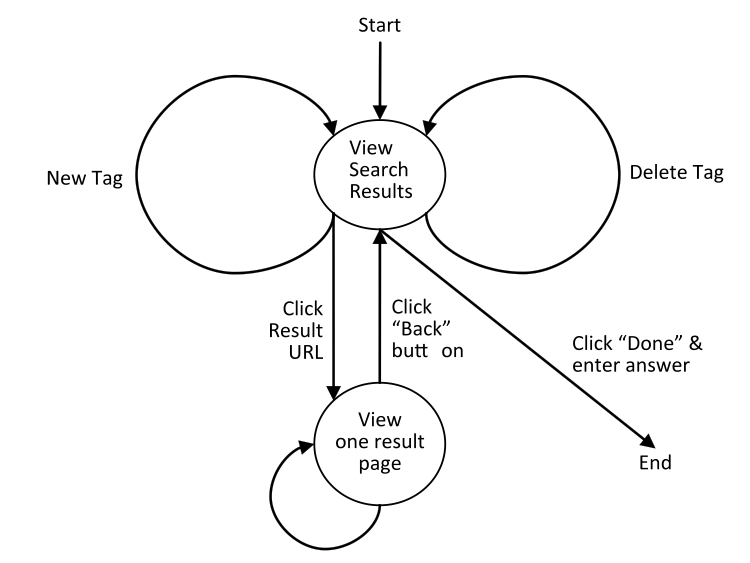 Start
View
Search
Results
New Tag
Delete Tag
Click
Result
URL
Click
“Back”
butt on
Click “Done” &
enter answer
View
one result
page
End